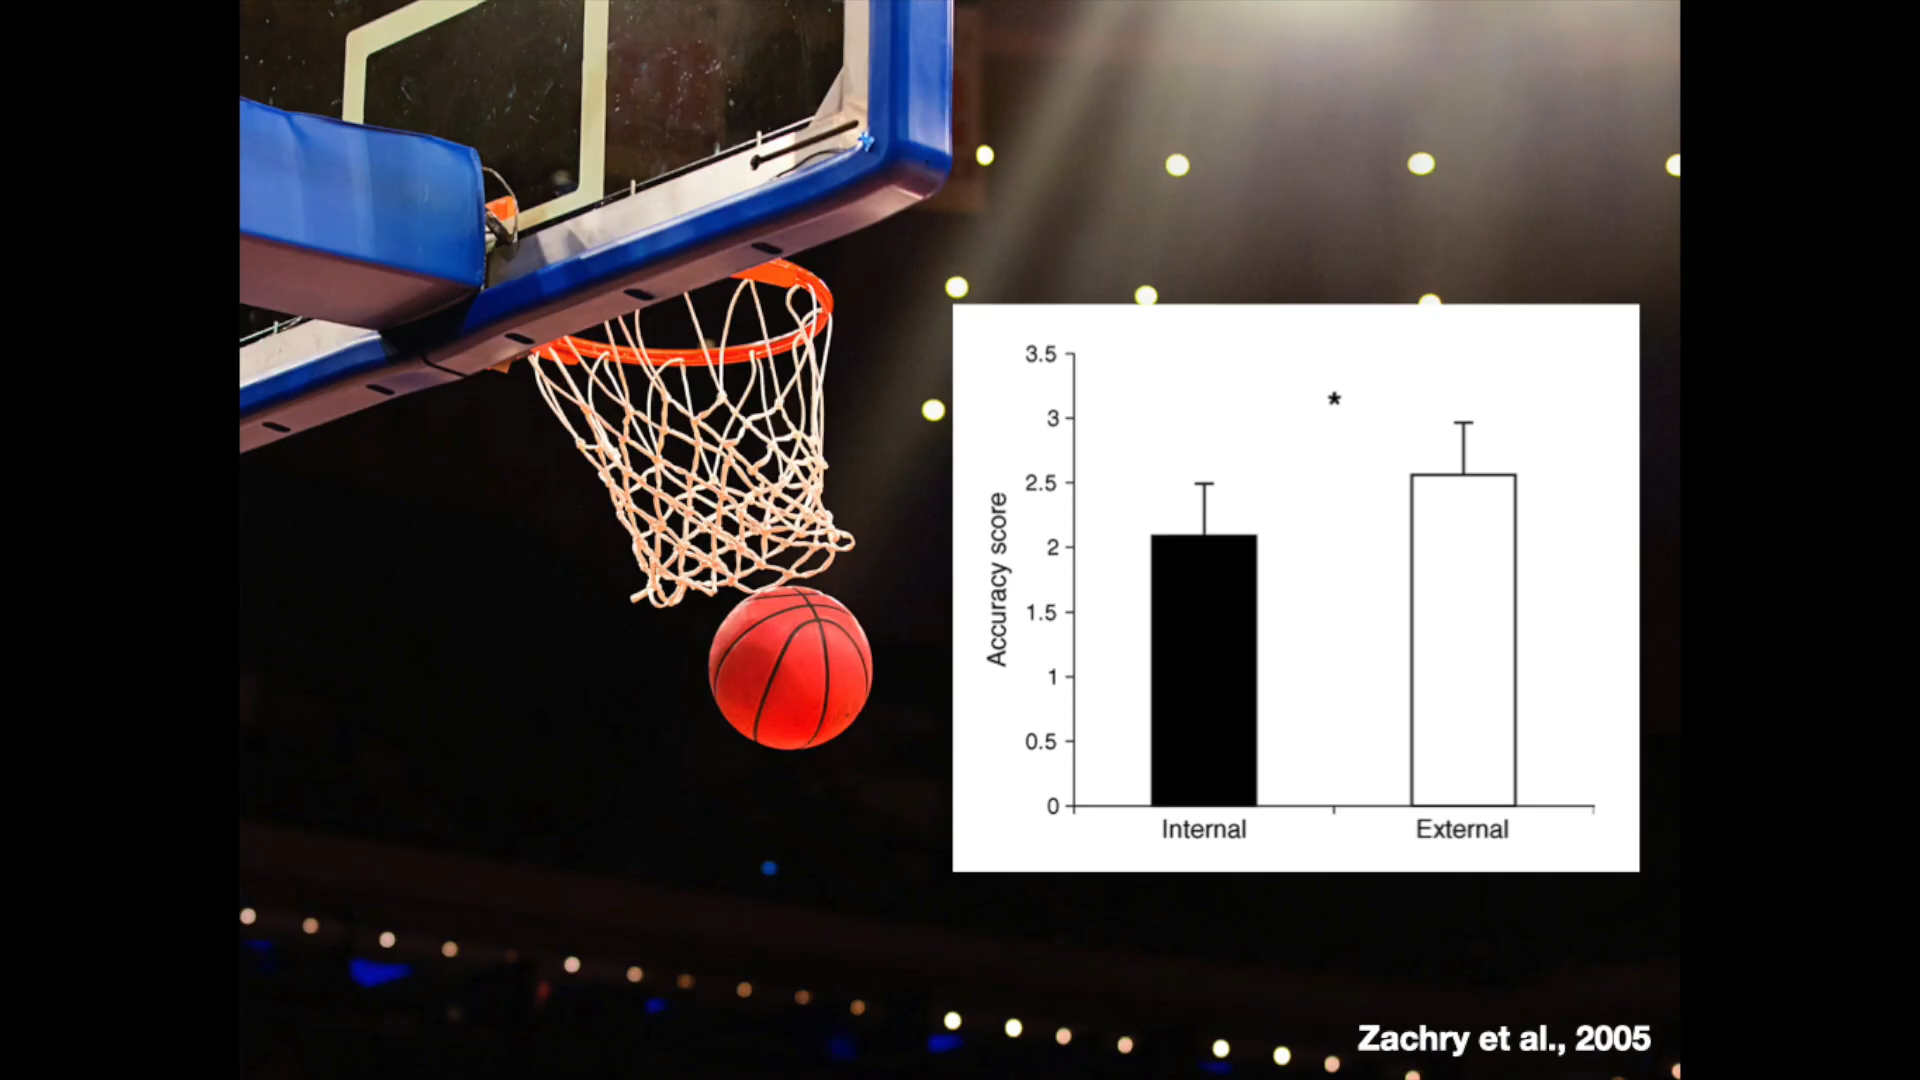 3.5
*
3
2.5
2
1.5
1
0.5
0
Accuracy score
Internal
External
Zachry et al., 2005